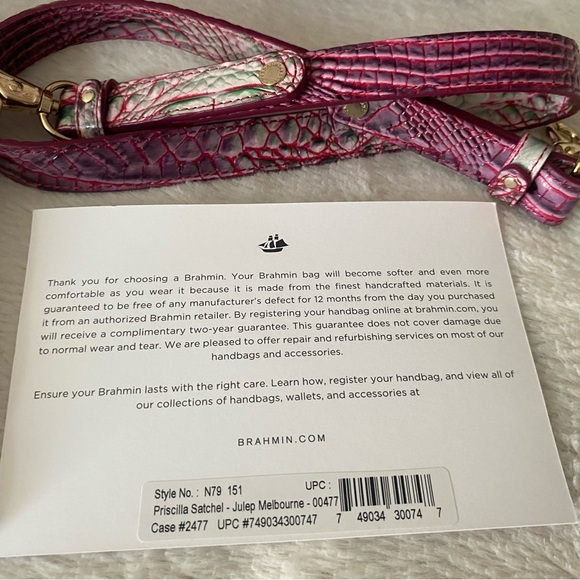 Thank you for choosing a Brahmin. Your Brahmin bag will become softer and even more
comfortable as you wear it because it is made from the finest handcrafted materials. It is
guaranteed to be free of any manufacturer's defect for 12 months from the day you purchased
it from an authorized Brahmin retailer. By registering your handbag online at brahmin.com, you
will receive a complimentary two-year guarantee. This guarantee does not cover damage due
to normal wear and tear. We are pleased to offer repair and refurbishing services on most of our
handbags and accessories.
Ensure your Brahmin lasts with the right care. Learn how, register your handbag, and view all of
our collections of handbags, wallets, and accessories at
BRAHMIN.COM
Style No.: N79 151 UPC:
Priscilla Satchel - Julep Melbourne - 00477
Case #2477 UPC #749034300747 7 49034 30074 7